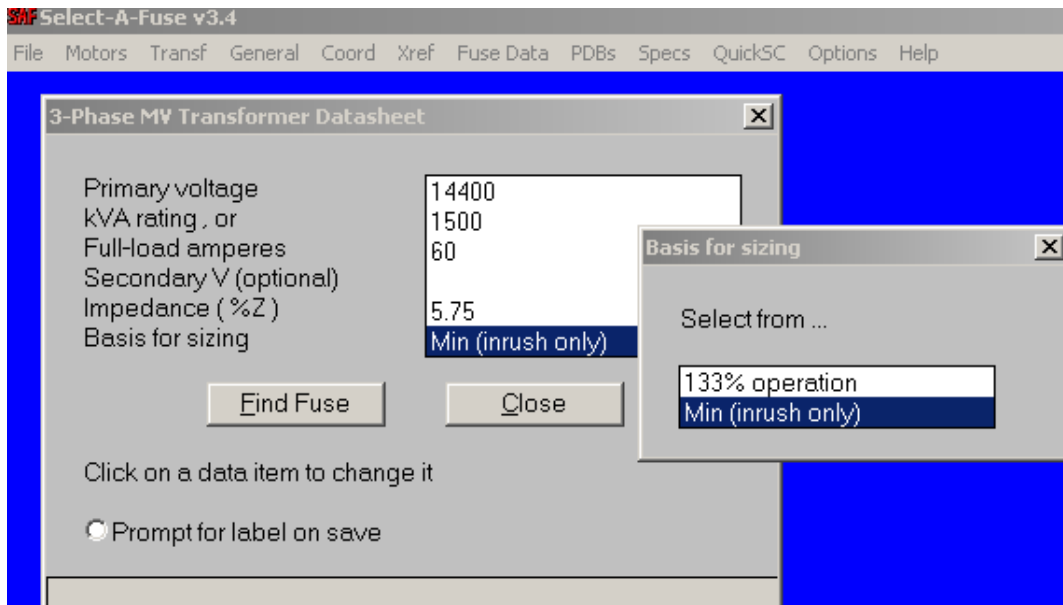 SAF Select-A-Fuse v3.4
File Motors Transf General Coord Xref Fuse Data PDBs Specs QuickSC Options Help
3-Phase MV Transformer Datasheet
Primary voltage 14400
kVA rating , or 1500
Full-load amperes 60
Secondary V (optional)
Impedance ( %Z ) 5.75
Basis for sizing Min (inrush only)
Find Fuse Close
Click on a data item to change it
Prompt for label on save
Basis for sizing
Select from ...
133% operation
Min (inrush only)